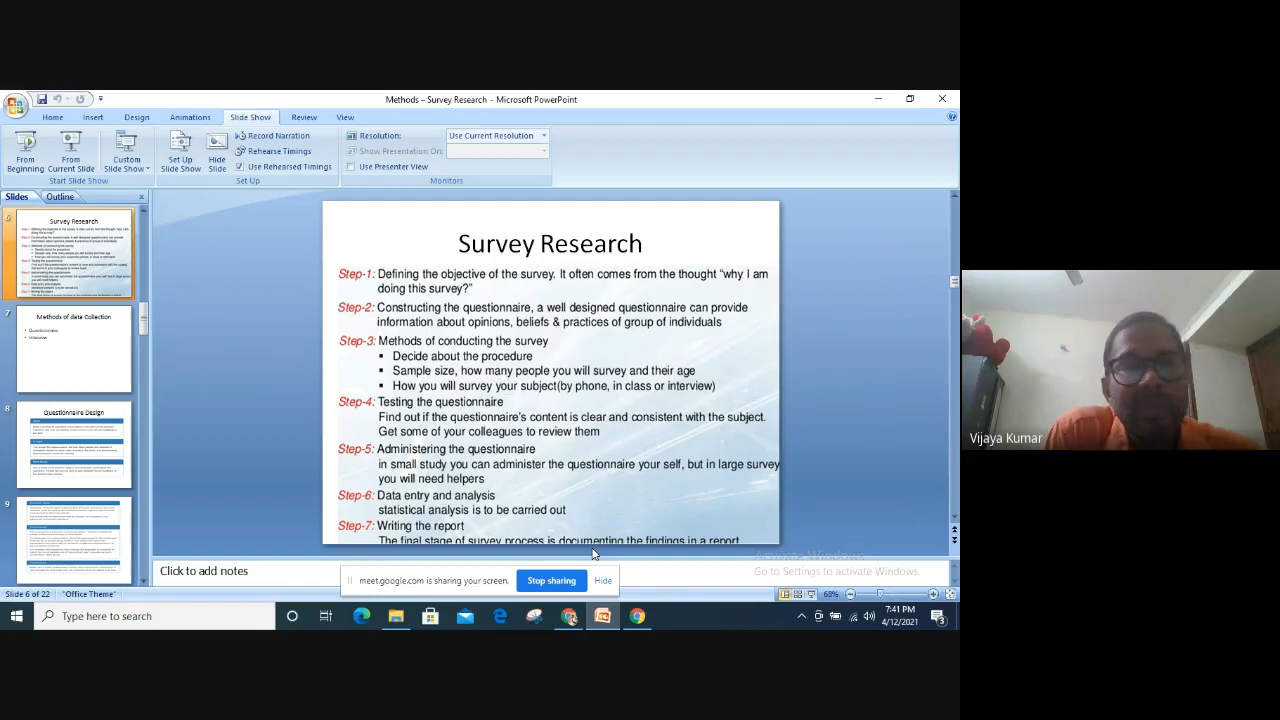 Methods – Survey Research - Microsoft PowerPoint
Home Insert Design Animations Slide Show Review View
From Beginning
From Current Slide
Custom Slide Show
Set Up Slide Show
Hide Slide
Record Narration
Rehearse Timings
Use Rehearsed Timings
Resolution: Use Current Resolution
Show Presentation On:
Use Presenter View
Start Slide Show Set Up Monitors
Slides Outline
6
Survey Research
7
Methods of data Collection
Questionnaire
Interview
8
Questionnaire Design
9
Survey Research
Step-1: Defining the objective of the survey. It often comes from the thought "why I am
doing this survey?"
Step-2: Constructing the questionnaire, a well designed questionnaire can provide
information about opinions, beliefs & practices of group of individuals
Step-3: Methods of conducting the survey
▪ Decide about the procedure
▪ Sample size, how many people you will survey and their age
▪ How you will survey your subject(by phone, in class or interview)
Step-4: Testing the questionnaire
Find out if the questionnaire's content is clear and consistent with the subject.
Get some of your colleagues to review them
Step-5: Administering the questionnaire
in small study you can administer the questionnaire your self, but in large survey
you will need helpers
Step-6: Data entry and analysis
statistical analysis is to be carried out
Step-7: Writing the report
The final stage of process is documenting the findings in a report
Click to add notes
Activate Windows
Go to Settings to activate Windows.
meet.google.com is sharing your screen. Stop sharing Hide
Slide 6 of 22 "Office Theme" 68%
Type here to search
7:41 PM
4/12/2021
3
Vijaya Kumar